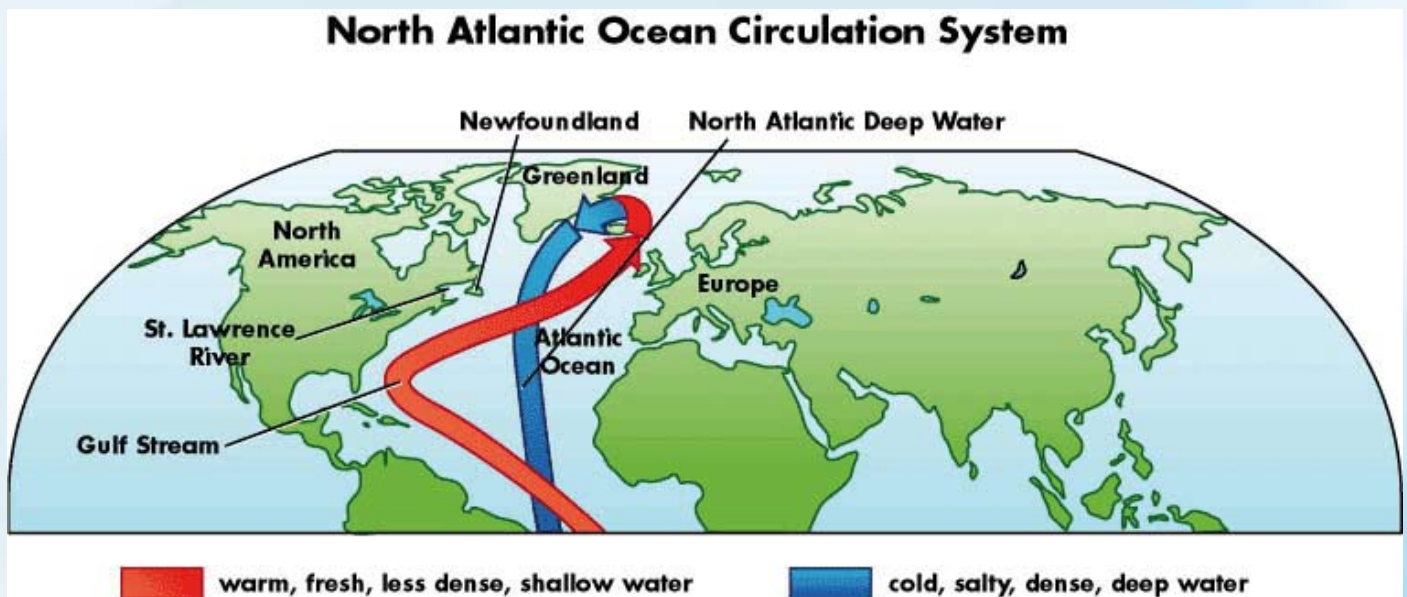 North Atlantic Ocean Circulation System
Newfoundland
North Atlantic Deep Water
Greenland
North
America
Europe
St. Lawrence
River
Atlantic
Ocean
Gulf Stream
warm, fresh, less dense, shallow water
cold, salty, dense, deep water